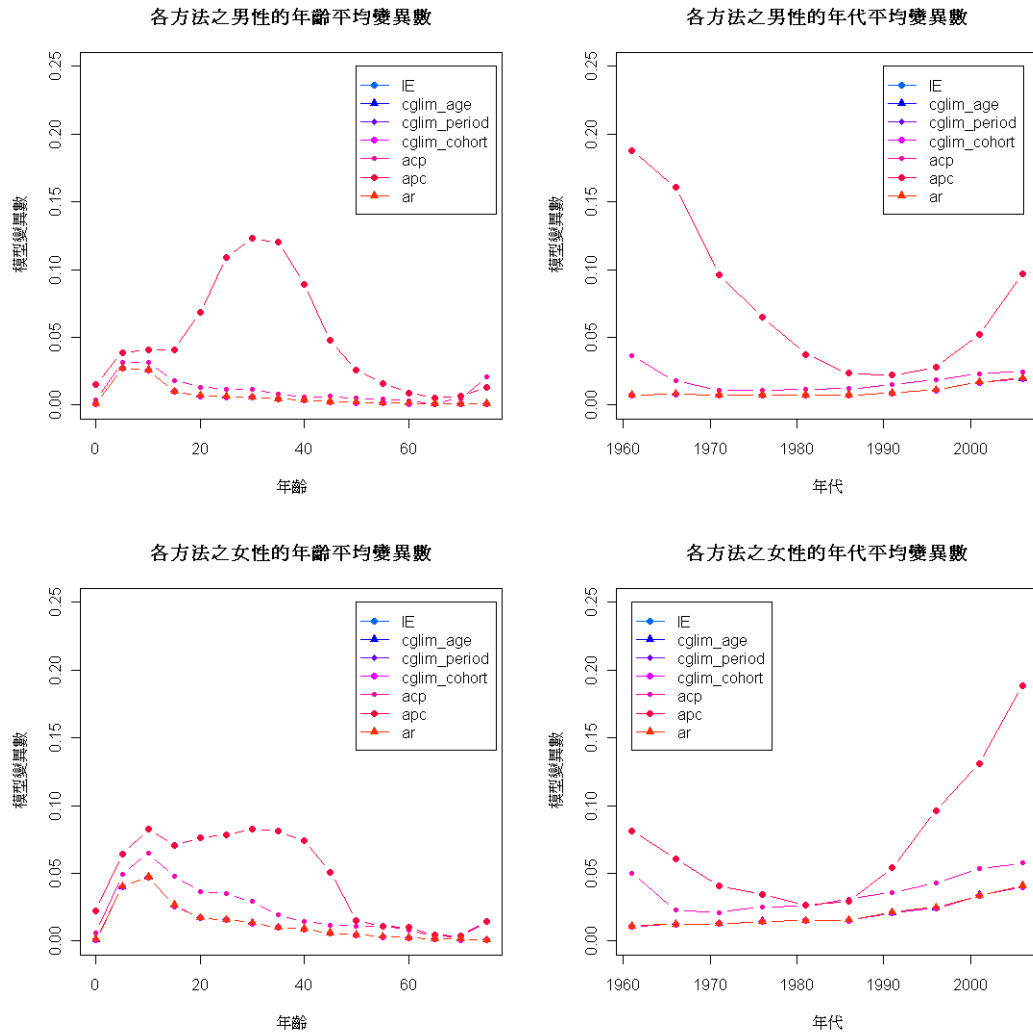 各方法之男性的年齡平均變異數
模型變異數
0.25
0.20
0.15
0.10
0.05
0.00
IE
cglim_age
cglim_period
cglim_cohort
acp
apc
ar
0 20 40 60
年齡
各方法之男性的年代平均變異數
模型變異數
0.25
0.20
0.15
0.10
0.05
0.00
IE
cglim_age
cglim_period
cglim_cohort
acp
apc
ar
1960 1970 1980 1990 2000
年代
各方法之女性的年齡平均變異數
模型變異數
0.25
0.20
0.15
0.10
0.05
0.00
IE
cglim_age
cglim_period
cglim_cohort
acp
apc
ar
0 20 40 60
年齡
各方法之女性的年代平均變異數
模型變異數
0.25
0.20
0.15
0.10
0.05
0.00
IE
cglim_age
cglim_period
cglim_cohort
acp
apc
ar
1960 1970 1980 1990 2000
年代